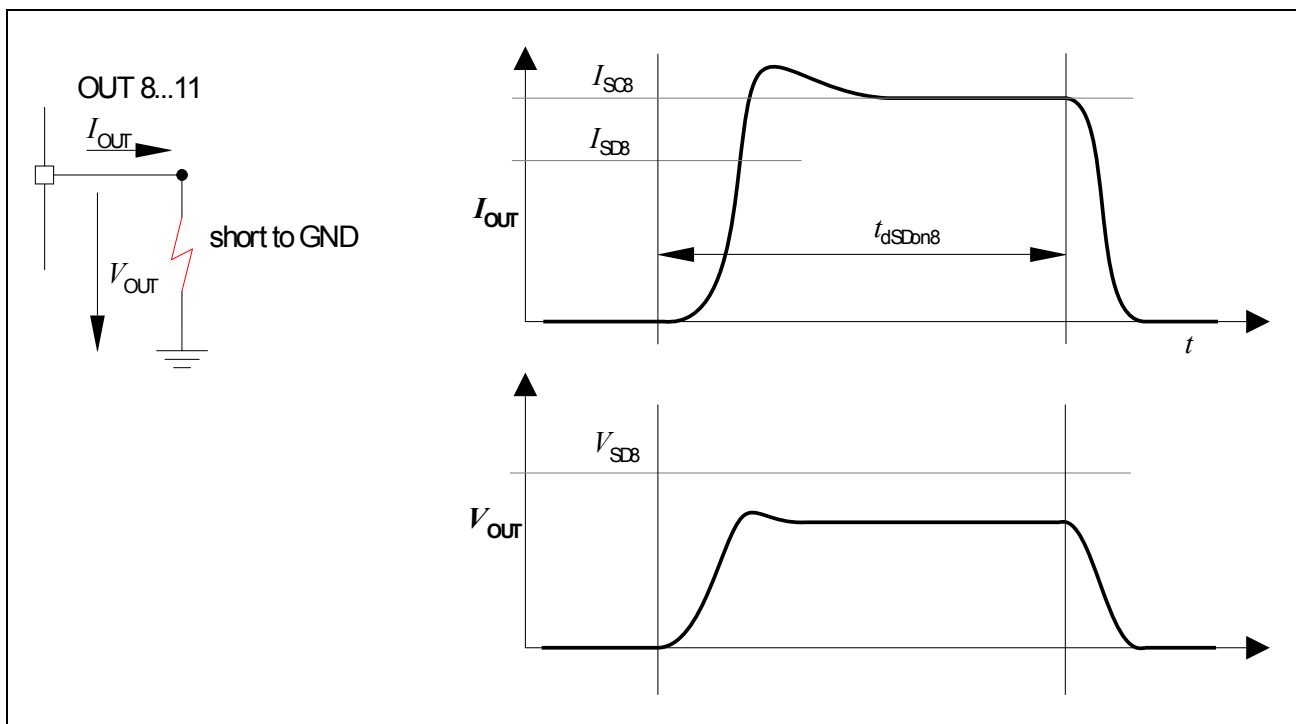 OUT 8...11
I_OUT
short to GND
V_OUT
I_SC8
I_SD8
I_OUT
t_dSDon8
t
V_SD8
V_OUT